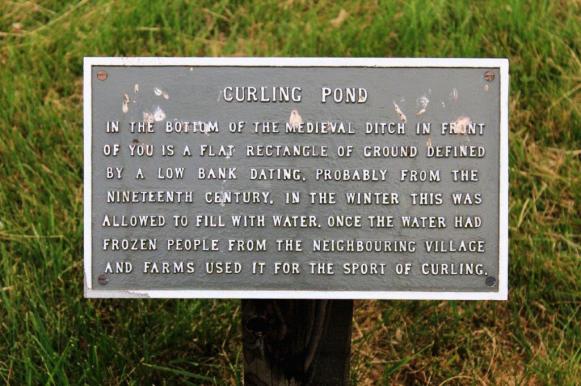 CURLING POND
IN THE BOTTOM OF THE MEDIEVAL DITCH IN FRONT
OF YOU IS A FLAT RECTANGLE OF GROUND DEFINED
BY A LOW BANK DATING, PROBABLY FROM THE
NINETEENTH CENTURY. IN THE WINTER THIS WAS
ALLOWED TO FILL WITH WATER. ONCE THE WATER HAD
FROZEN PEOPLE FROM THE NEIGHBOURING VILLAGE
AND FARMS USED IT FOR THE SPORT OF CURLING.